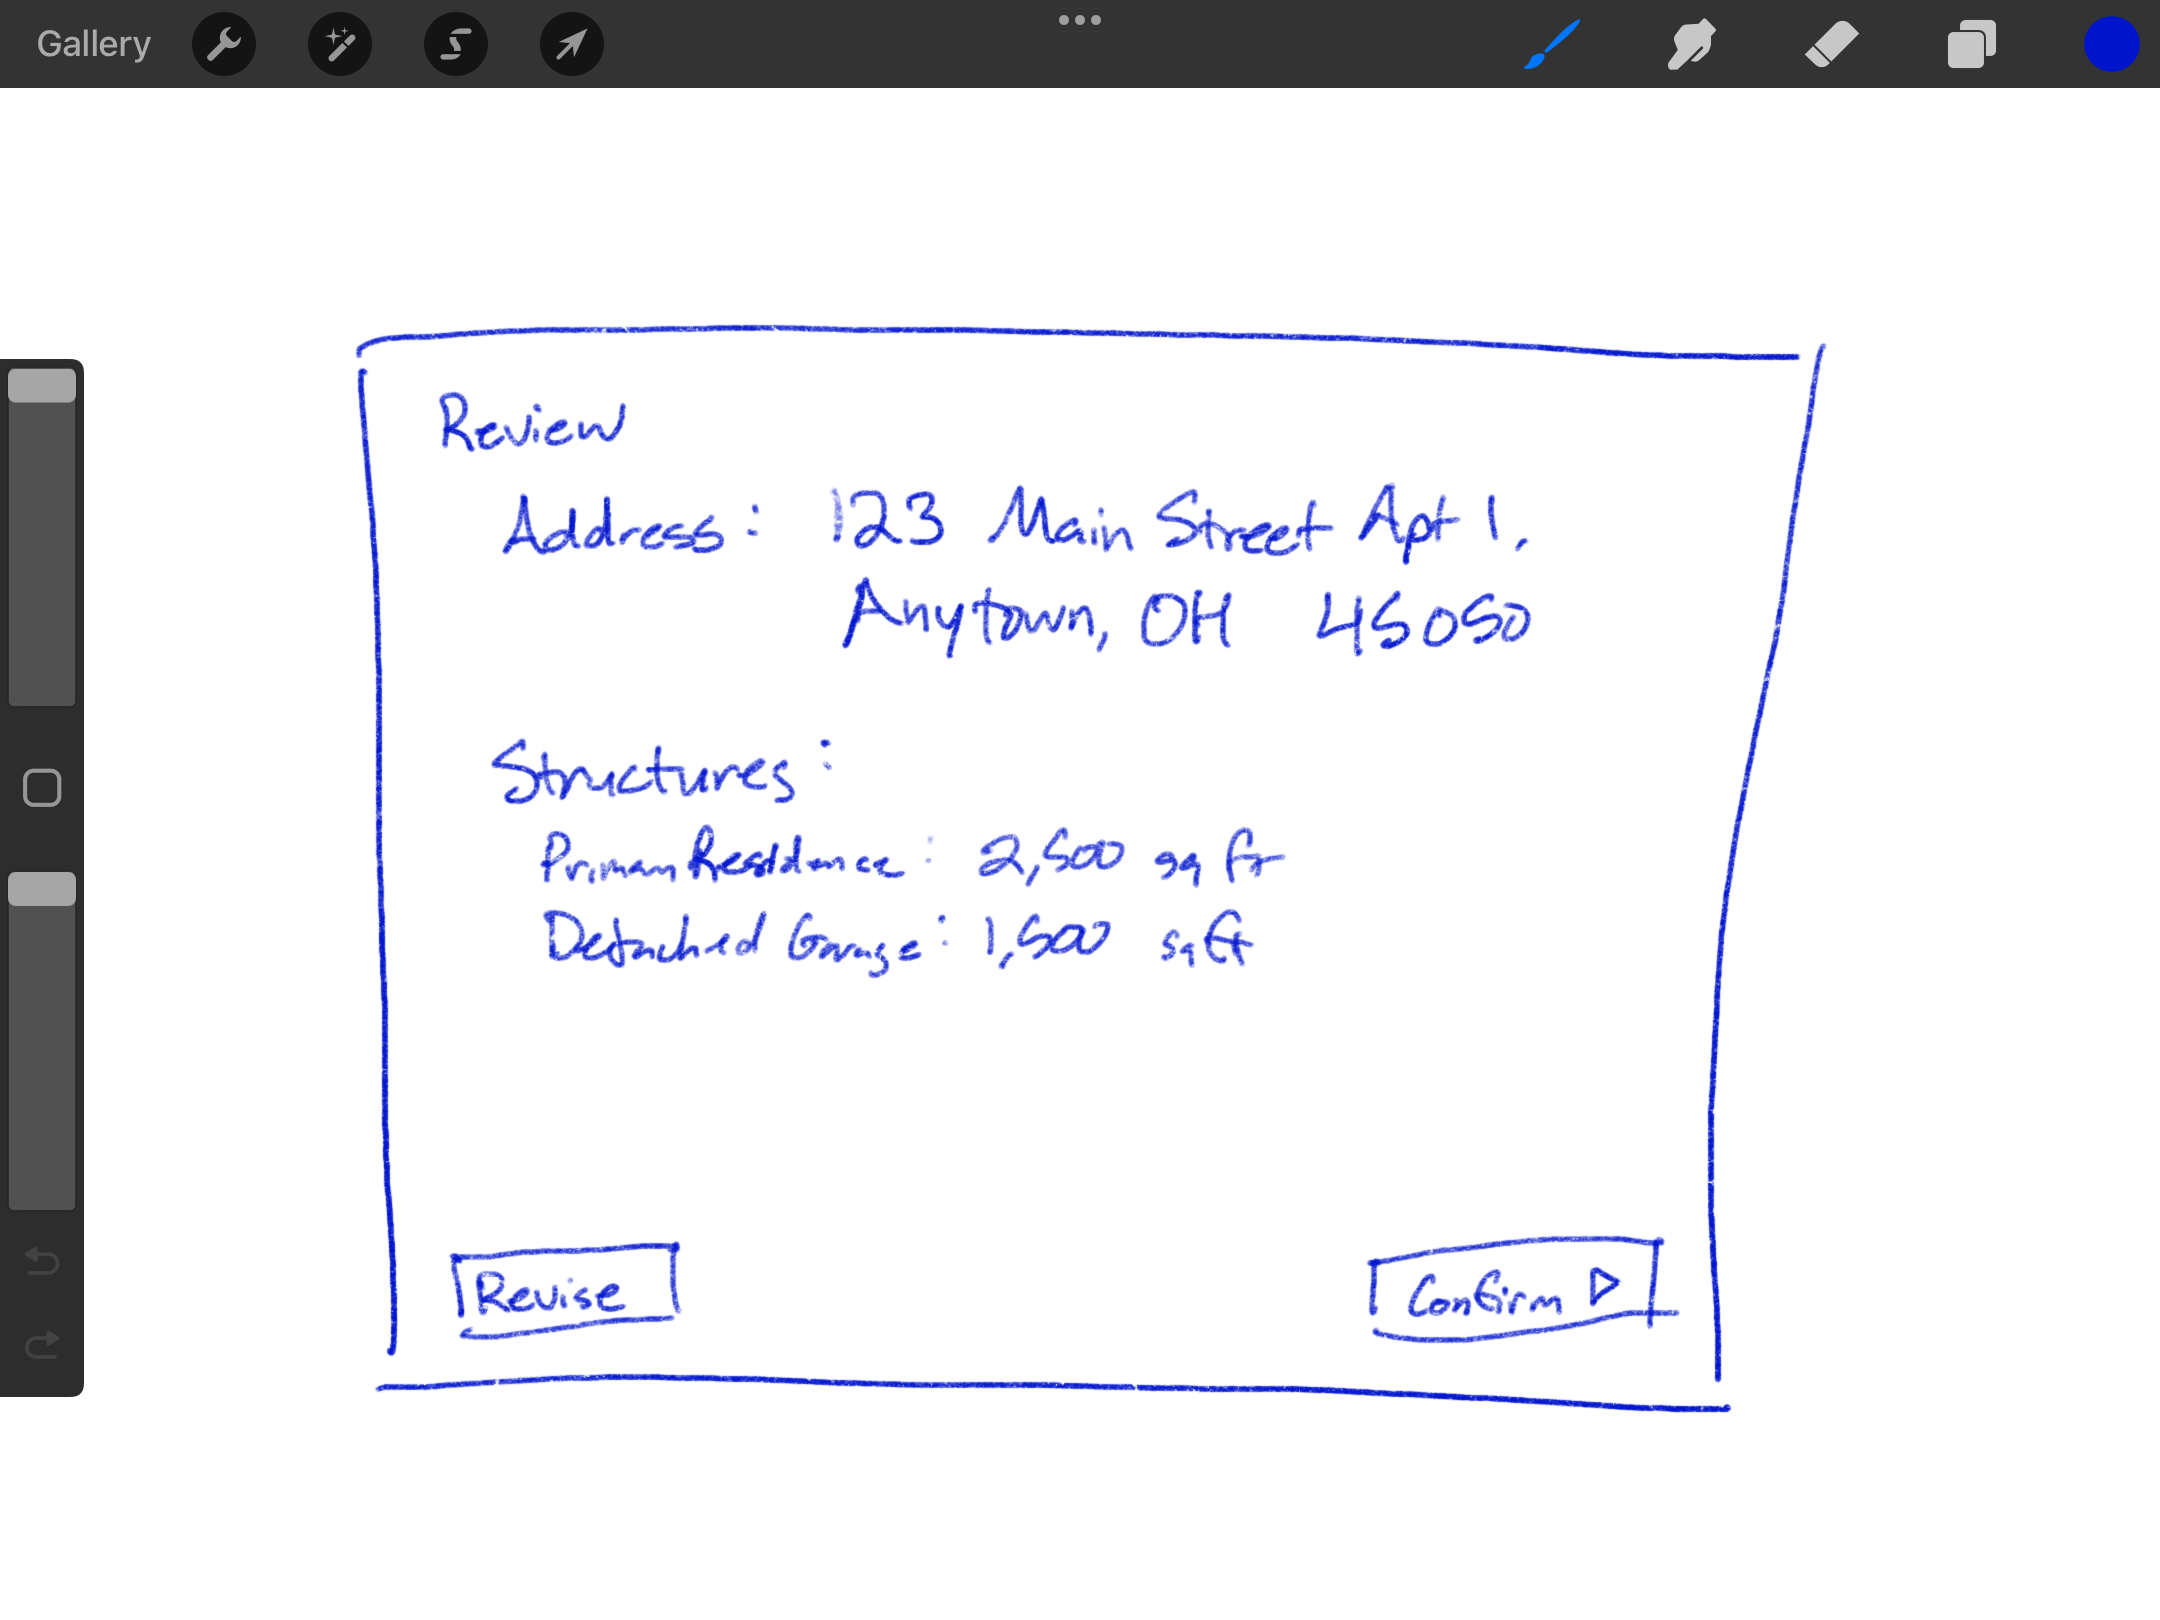 Gallery
Review
Address: 123 Main Street Apt 1,
Anytown, OH 45050
Structures:
Primary Residence: 2,500 sq ft
Detached Garage: 1,500 sq ft
Revise
Confirm